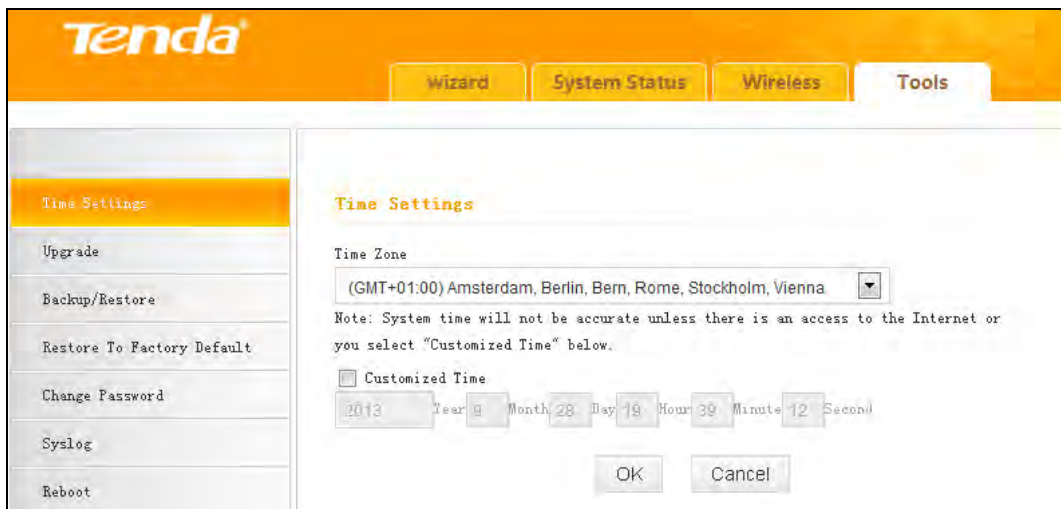 Tenda
wizard System Status Wireless Tools
Time Settings
Upgrade
Backup/Restore
Restore To Factory Default
Change Password
Syslog
Reboot
Time Settings
Time Zone
(GMT+01:00) Amsterdam, Berlin, Bern, Rome, Stockholm, Vienna
Note: System time will not be accurate unless there is an access to the Internet or
you select "Customized Time" below.
Customized Time
2013 Year 9 Month 28 Day 19 Hour 39 Minute 12 Second
OK Cancel